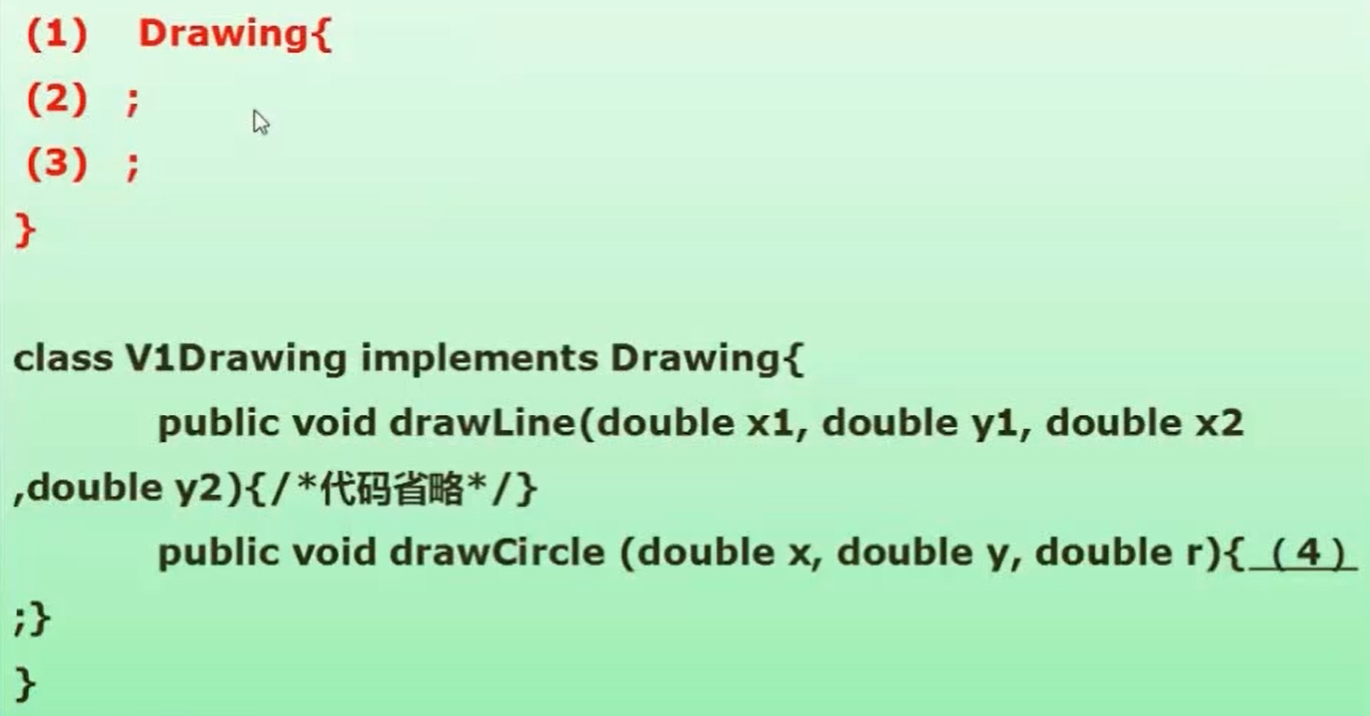 (1) Drawing{
(2) ;
(3) ;
}
class V1Drawing implements Drawing{
public void drawLine(double x1, double y1, double x2
,double y2){/*代码省略*/}
public void drawCircle (double x, double y, double r){ (4)
;}
}